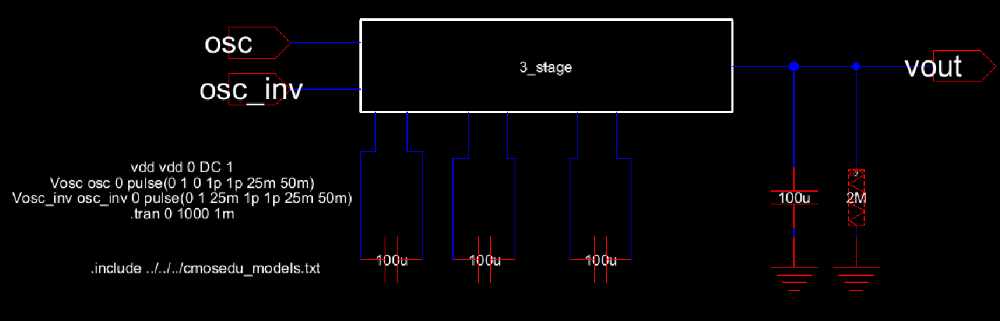 osc
3_stage
vout
osc_inv
vdd vdd 0 DC 1
Vosc osc 0 pulse(0 1 0 1p 1p 25m 50m)
Vosc_inv osc_inv 0 pulse(0 1 25m 1p 1p 25m 50m)
.tran 0 1000 1m
2
100u
2M
100u
100u
100u
.include ../../../cmosedu_models.txt